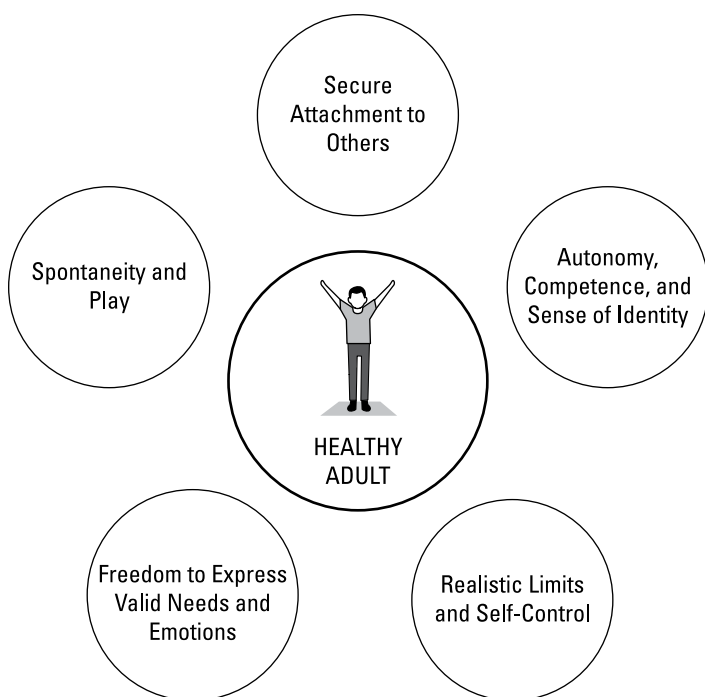 Secure
Attachment to
Others
Autonomy,
Competence, and
Sense of Identity
Realistic Limits
and Self-Control
Freedom to Express
Valid Needs and
Emotions
Spontaneity and
Play
HEALTHY
ADULT